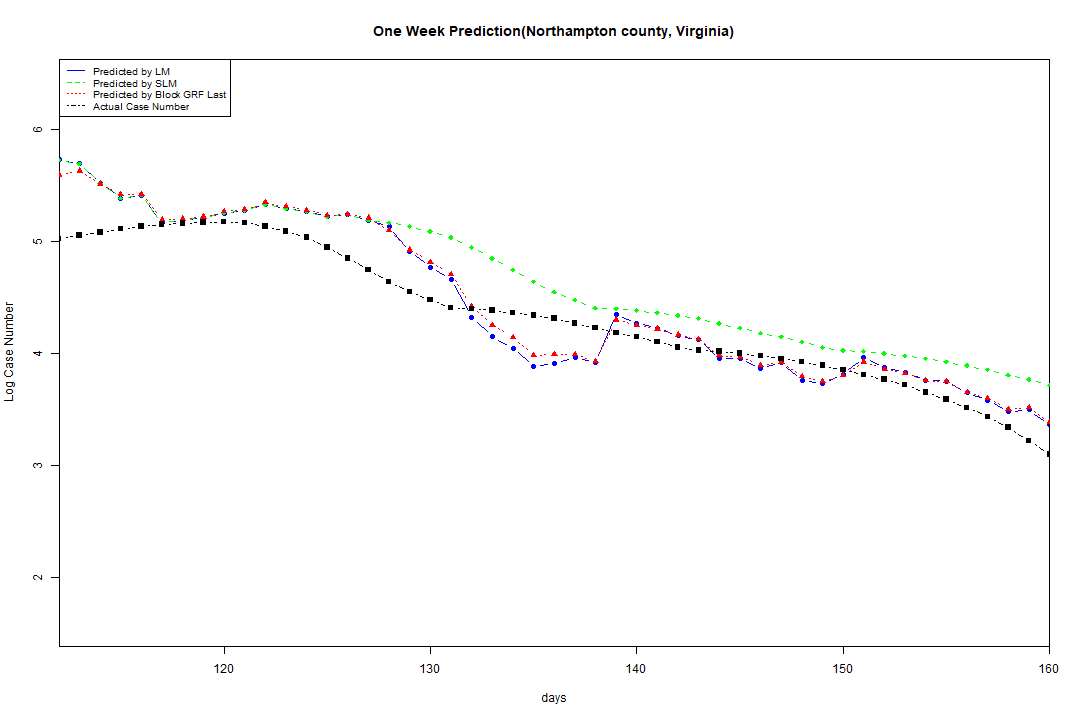 One Week Prediction(Northampton county, Virginia)
Predicted by LM
Predicted by SLM
Predicted by Block GRF Last
Actual Case Number
Log Case Number
6
5
4
3
2
120 130 140 150 160
days